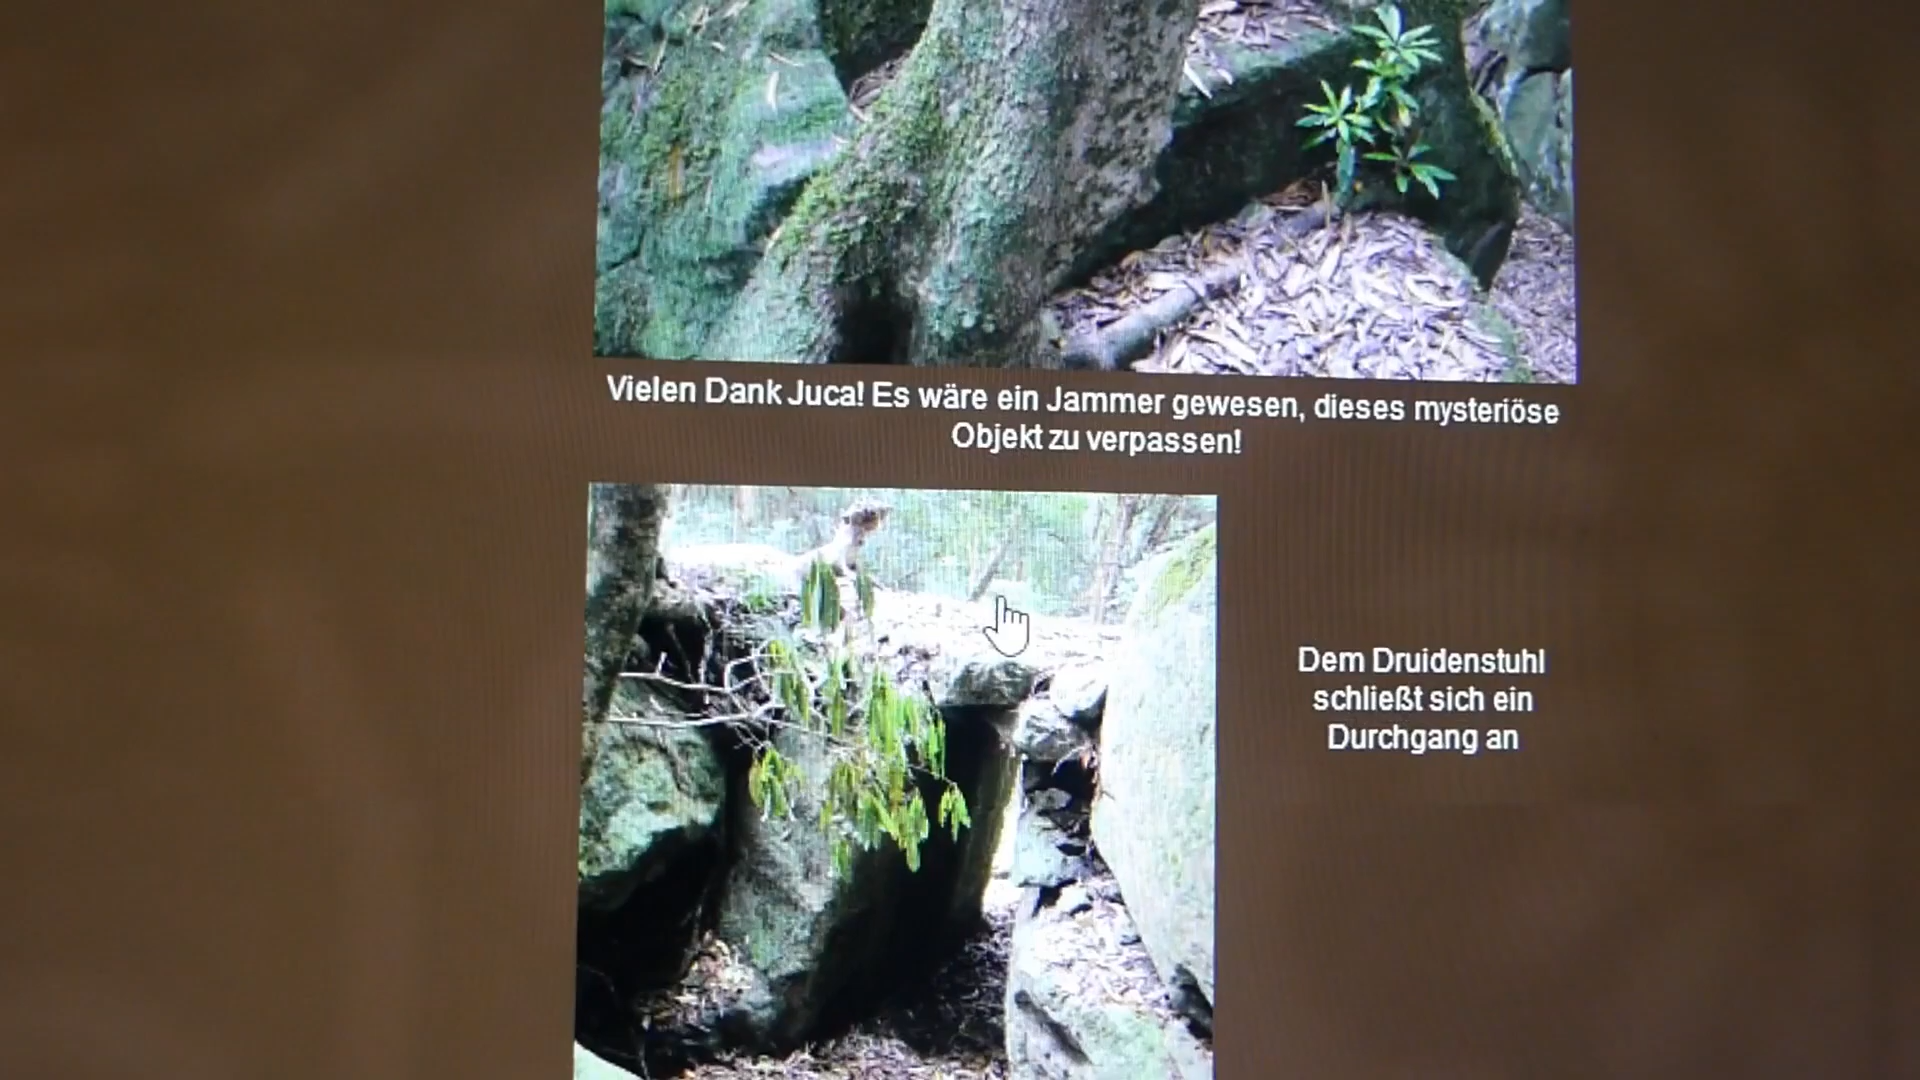 Vielen Dank Juca! Es wäre ein Jammer gewesen, dieses mysteriöse
Objekt zu verpassen!
Dem Druidenstuhl
schließt sich ein
Durchgang an